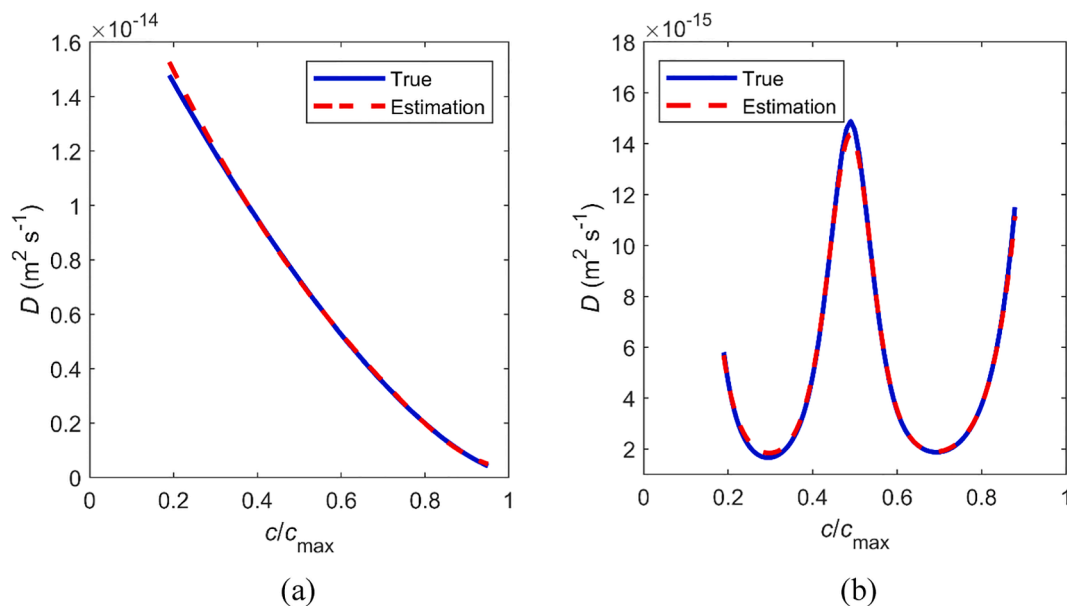 ×10-14
1.6
1.4
1.2
1
0.8
0.6
0.4
0.2
0
0 0.2 0.4 0.6 0.8 1
D (m2 s-1)
c/cmax
True
Estimation
(a)
×10-15
18
16
14
12
10
8
6
4
2
0 0.2 0.4 0.6 0.8 1
D (m2 s-1)
c/cmax
True
Estimation
(b)